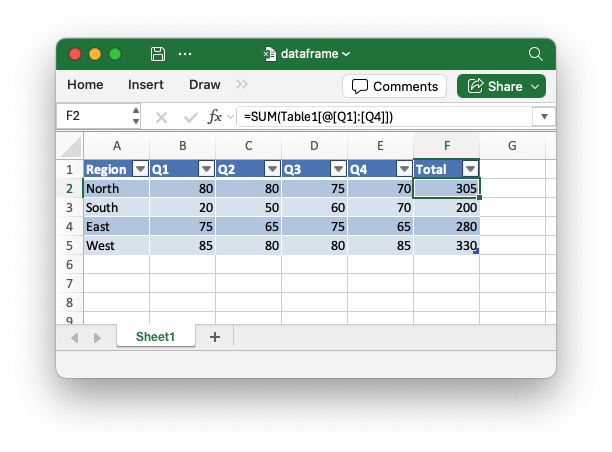 dataframe
Home Insert Draw Comments Share
F2 fx =SUM(Table1[@[Q1]:[Q4]])
A B C D E F G
1 Region Q1 Q2 Q3 Q4 Total
2 North 80 80 75 70 305
3 South 20 50 60 70 200
4 East 75 65 75 65 280
5 West 85 80 80 85 330
6
7
8
9
Sheet1 +